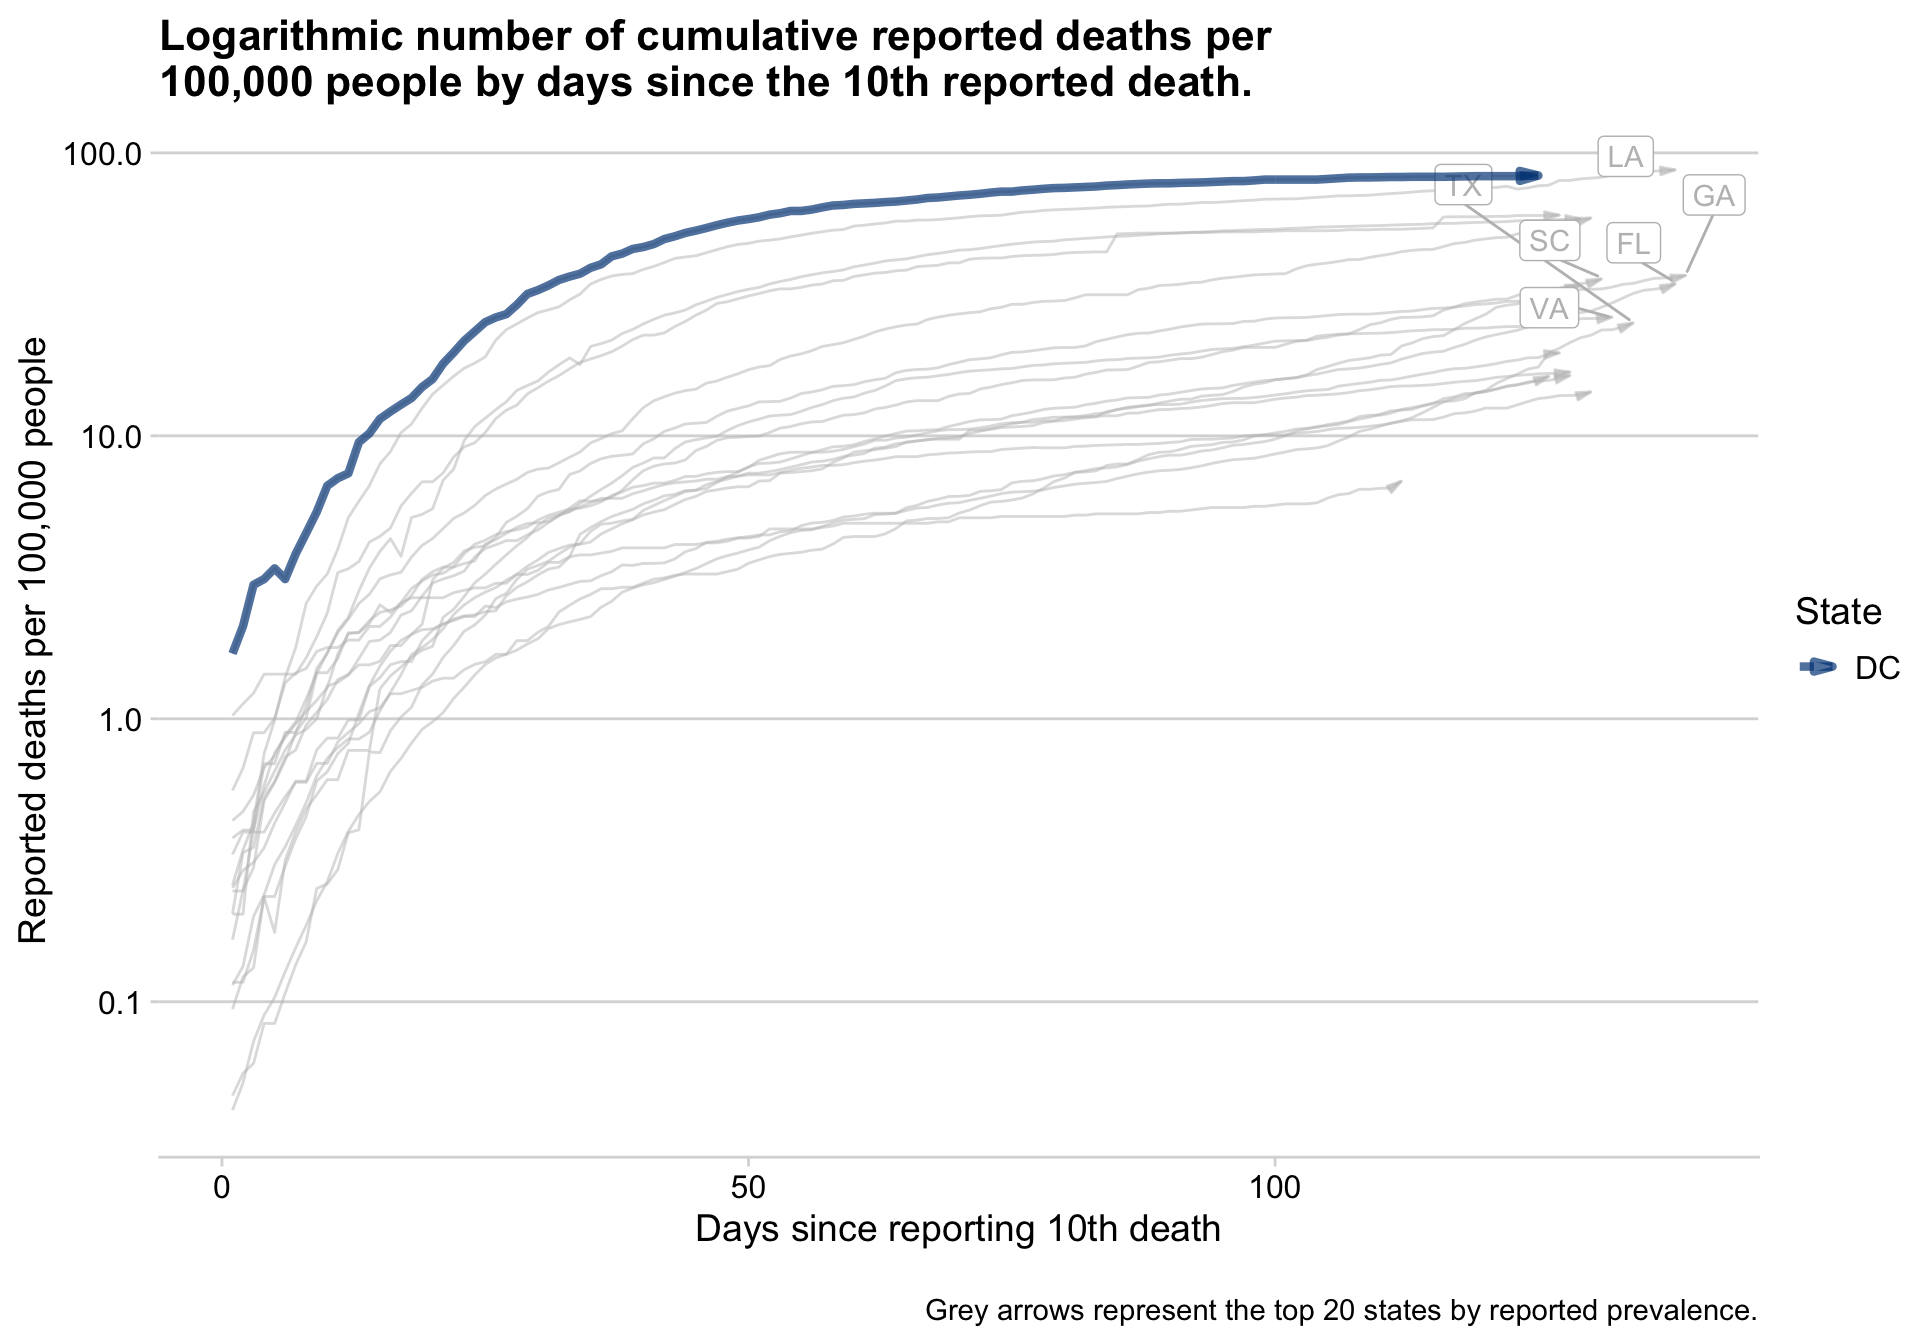 Logarithmic number of cumulative reported deaths per
100,000 people by days since the 10th reported death.
Reported deaths per 100,000 people
100.0
10.0
1.0
0.1
TX
LA
GA
SC
FL
VA
State
DC
0
50
100
Days since reporting 10th death
Grey arrows represent the top 20 states by reported prevalence.